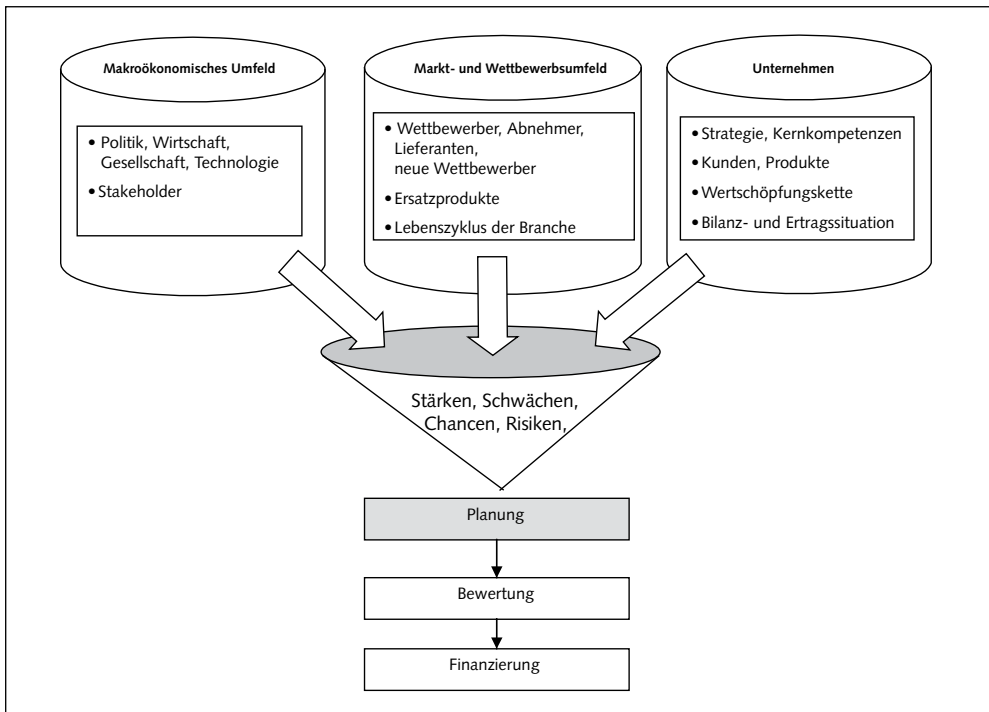 Makroökonomisches Umfeld
• Politik, Wirtschaft,
Gesellschaft, Technologie
• Stakeholder
Markt- und Wettbewerbsumfeld
• Wettbewerber, Abnehmer,
Lieferanten,
neue Wettbewerber
• Ersatzprodukte
• Lebenszyklus der Branche
Unternehmen
• Strategie, Kernkompetenzen
• Kunden, Produkte
• Wertschöpfungskette
• Bilanz- und Ertragssituation
Stärken, Schwächen,
Chancen, Risiken,
Planung
Bewertung
Finanzierung